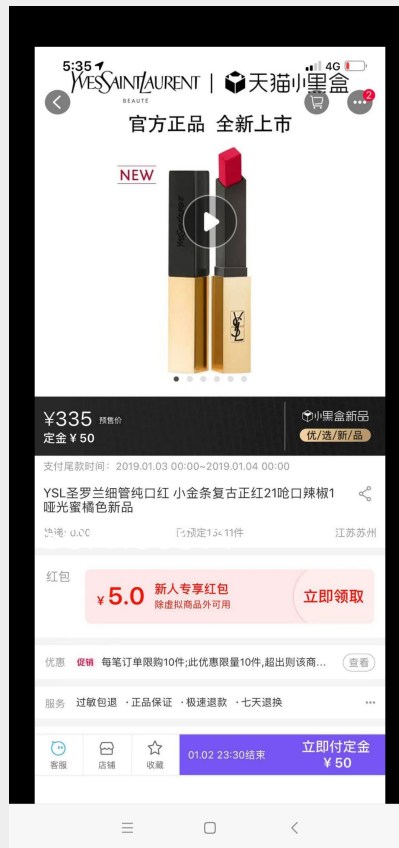 5:35
4G
YVESSAINTLAURENT | 天猫小黑盒
BEAUTÉ
2
官方正品 全新上市
NEW
YSL
¥335 预售价
定金¥50
小黑盒新品
优/选/新/品
支付尾款时间：2019.01.03 00:00~2019.01.04 00:00
YSL圣罗兰细管纯口红 小金条复古正红21呛口辣椒1
哑光蜜橘色新品
江苏苏州
红包
¥5.0 新人专享红包
除虚拟商品外可用
立即领取
优惠 促销 每笔订单限购10件;此优惠限量10件,超出则该商... 查看
服务 过敏包退 ·正品保证 ·极速退款 ·七天退换
客服
店铺
收藏
01.02 23:30结束
立即付定金
¥50